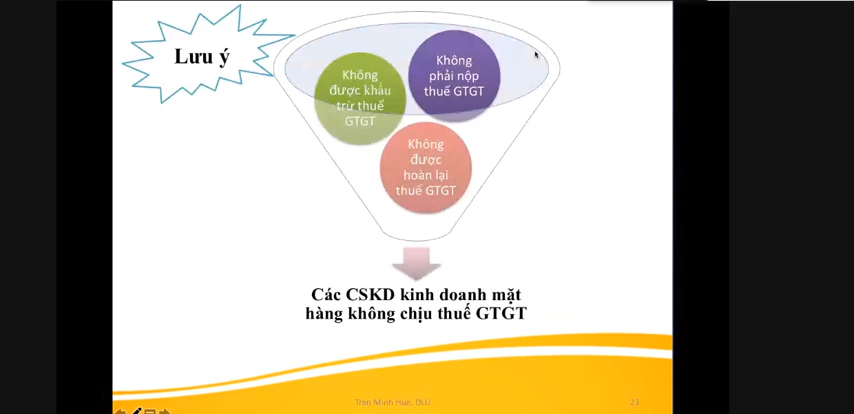 Lưu ý
Không
phải nộp
thuế GTGT
Không
được khấu
trừ thuế
GTGT
Không
được
hoàn lại
thuế GTGT
Các CSKD kinh doanh mặt
hàng không chịu thuế GTGT
Tran Minh Hue, DLU
23